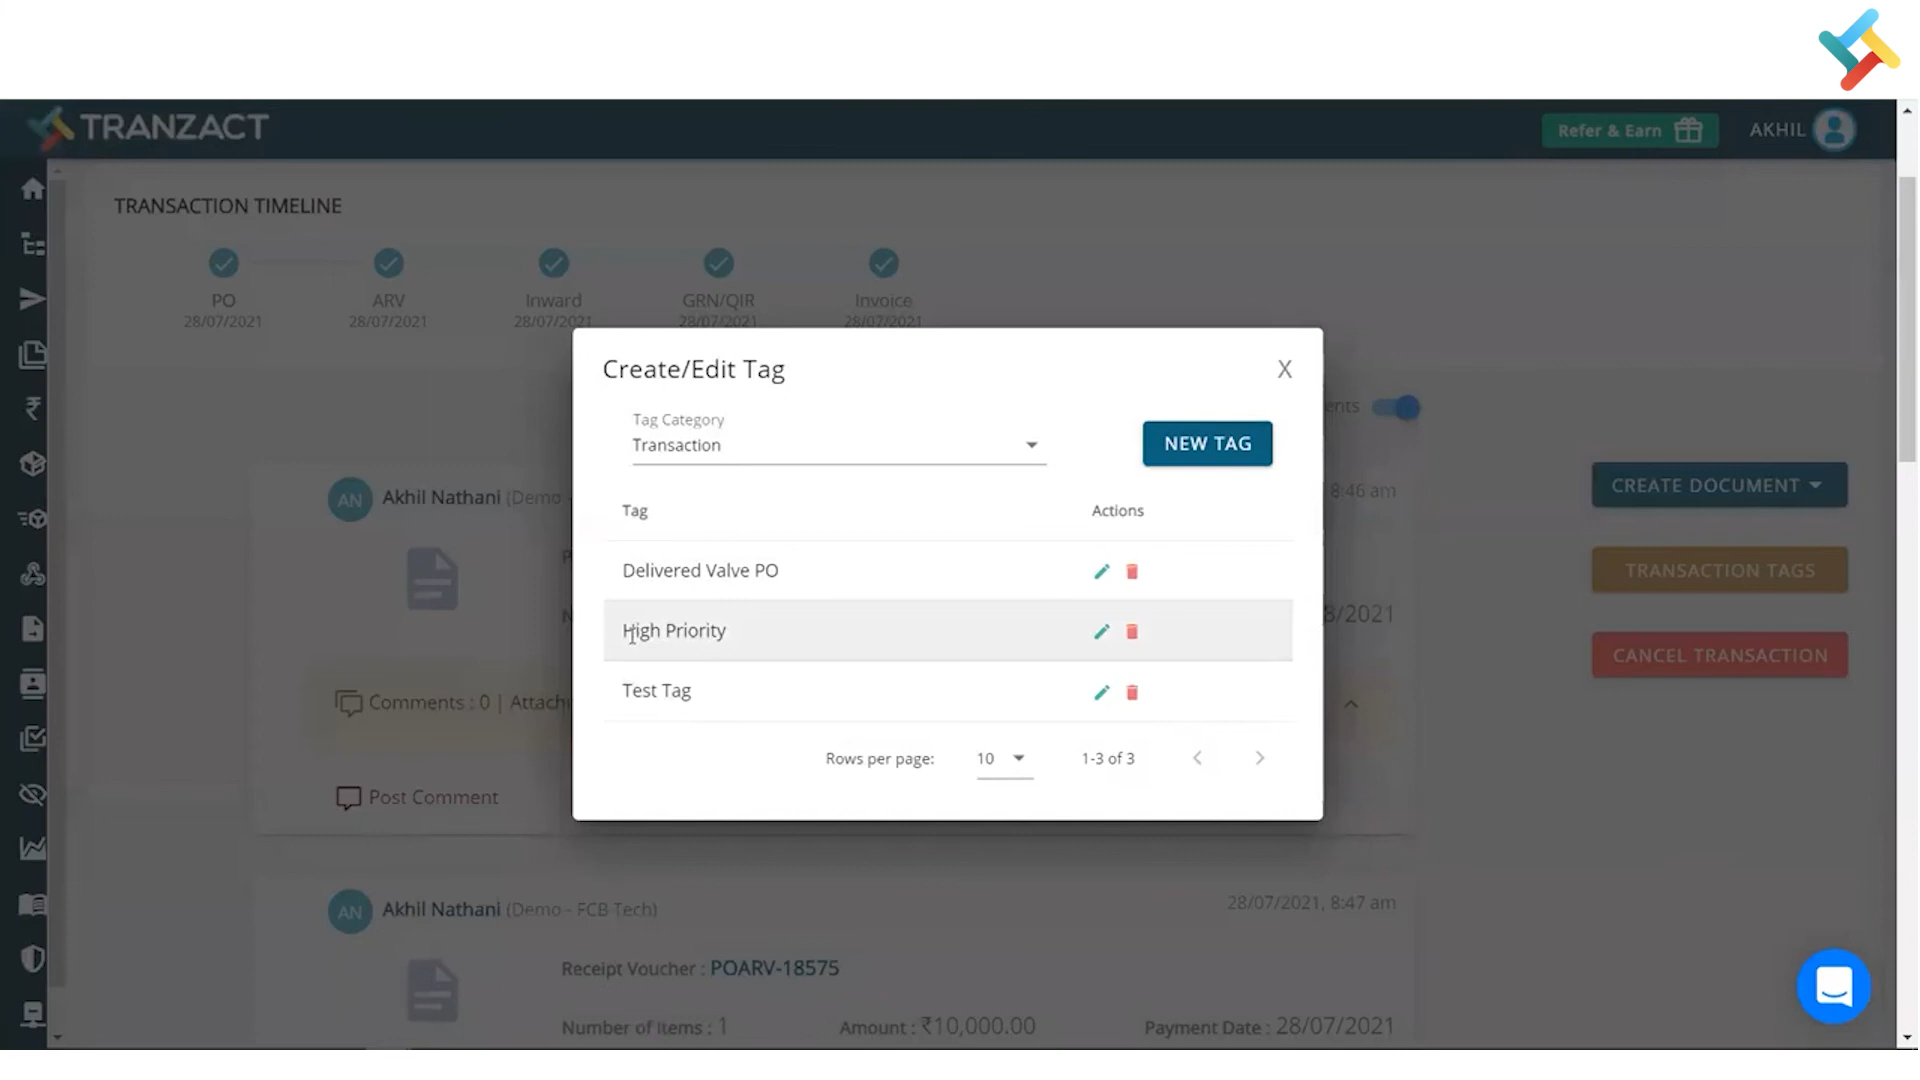 TRANZACT
Refer & Earn
AKHIL
TRANSACTION TIMELINE
PO
ARV
Inward
GRN/QIR
Invoice
28/07/2021
28/07/2021
28/07/2021
28/07/2021
28/07/2021
Create/Edit Tag
X
Tag Category
Transaction
NEW TAG
Tag
Actions
Delivered Valve PO
High Priority
Test Tag
Rows per page:
10
1-3 of 3
AN
Akhil Nathani (Demo -
8:46 am
CREATE DOCUMENT
TRANSACTION TAGS
CANCEL TRANSACTION
Comments : 0 |
Post Comment
AN
Akhil Nathani (Demo - FCB Tech)
28/07/2021, 8:47 am
Receipt Voucher : POARV-18575
Number of Items : 1
Amount : ₹10,000.00
Payment Date : 28/07/2021